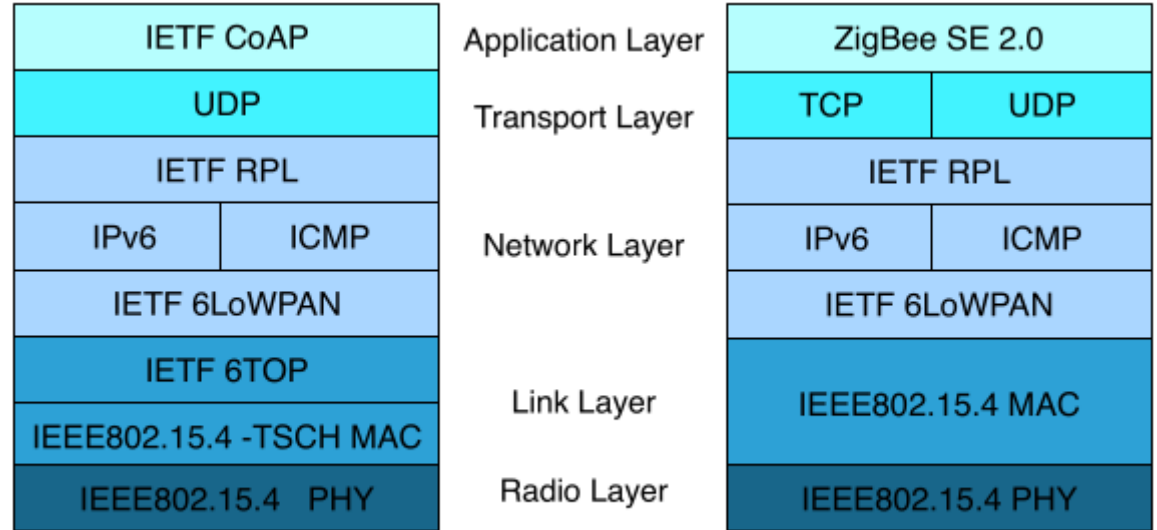 IETF CoAP
Application Layer
ZigBee SE 2.0
UDP
Transport Layer
TCP
UDP
IETF RPL
IETF RPL
IPv6
ICMP
Network Layer
IPv6
ICMP
IETF 6LoWPAN
IETF 6LoWPAN
IETF 6TOP
Link Layer
IEEE802.15.4 MAC
IEEE802.15.4 -TSCH MAC
IEEE802.15.4 PHY
Radio Layer
IEEE802.15.4 PHY